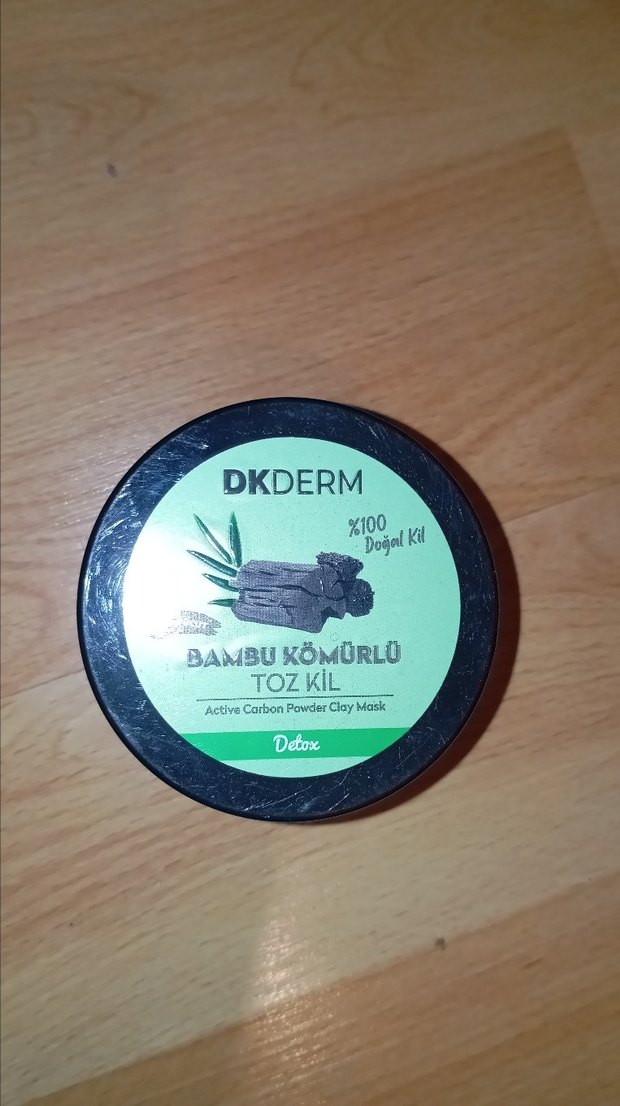 DKDERM
%100
Doğal Kil
BAMBU KÖMÜRLÜ
TOZ KİL
Active Carbon Powder Clay Mask
Detox